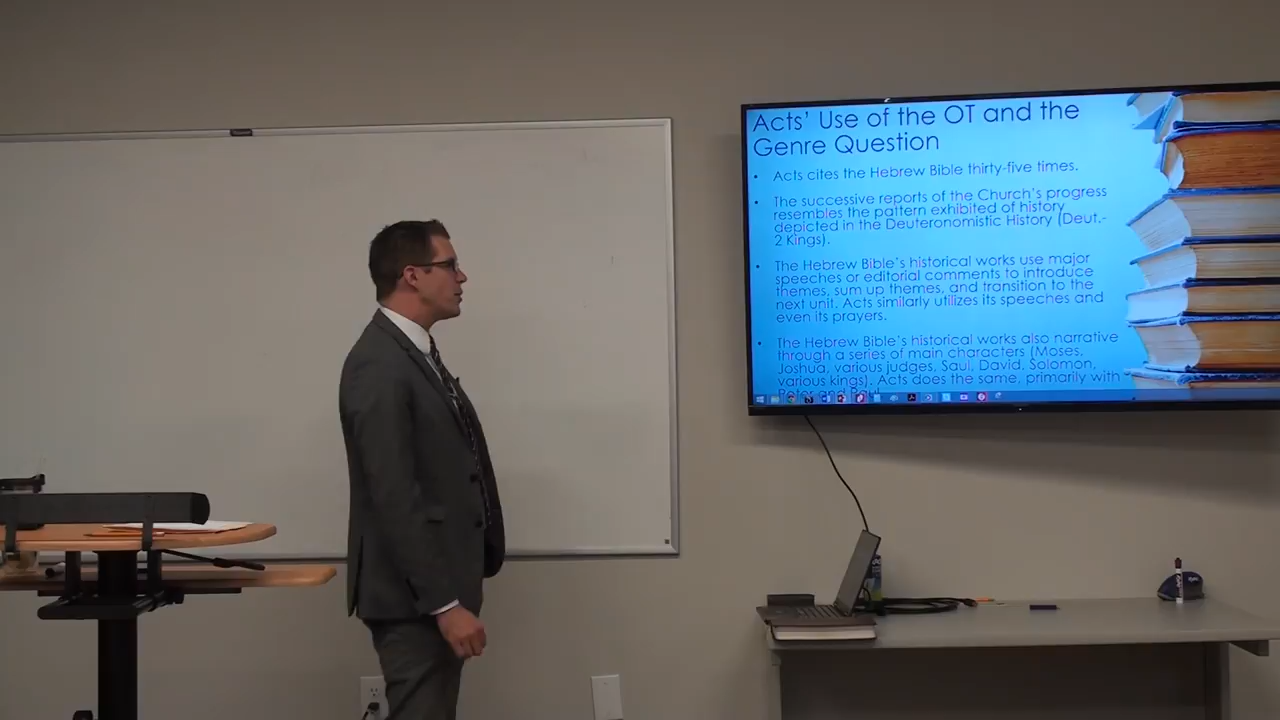 Acts' Use of the OT and the
Genre Question
• Acts cites the Hebrew Bible thirty-five times.
• The successive reports of the Church's progress
resembles the pattern exhibited of history
depicted in the Deuteronomistic History (Deut.-
2 Kings).
• The Hebrew Bible's historical works use major
speeches or editorial comments to introduce
themes, sum up themes, and transition to the
next unit. Acts similarly utilizes its speeches and
even its prayers.
• The Hebrew Bible's historical works also narrative
through a series of main characters (Moses,
Joshua, various judges, Saul, David, Solomon,
various kings). Acts does the same, primarily with
Peter and Paul